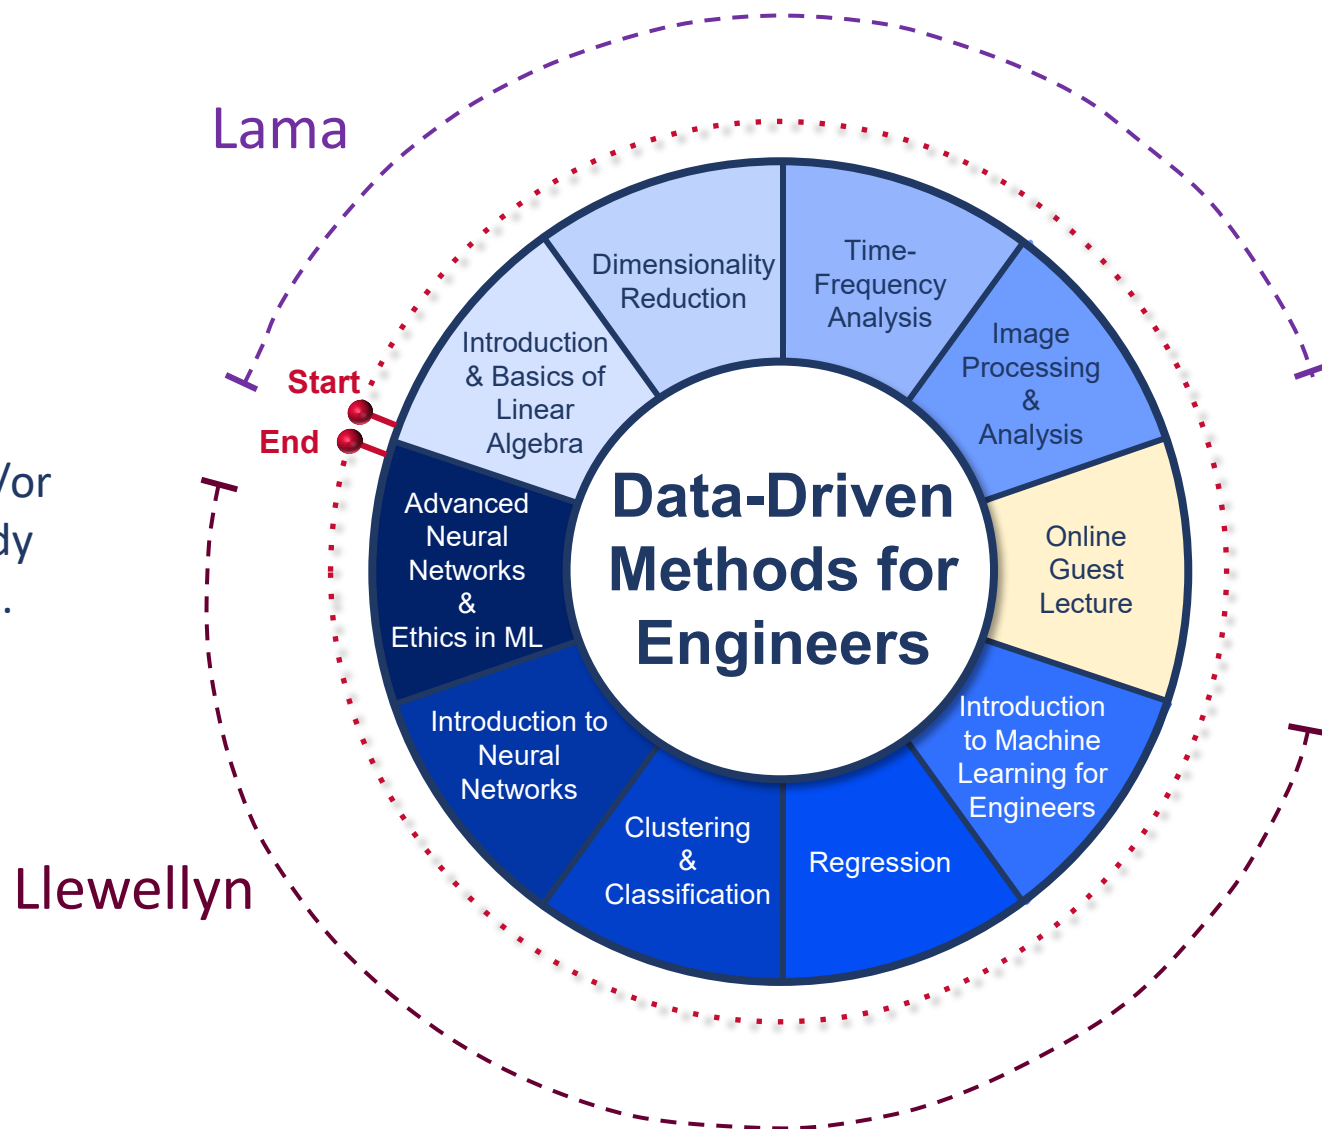 Lama
Start
End
/or
dy
.
Llewellyn
Data-Driven
Methods for
Engineers
Introduction
& Basics of
Linear
Algebra
Dimensionality
Reduction
Time-
Frequency
Analysis
Image
Processing
&
Analysis
Online
Guest
Lecture
Introduction
to Machine
Learning for
Engineers
Regression
Clustering
&
Classification
Introduction to
Neural
Networks
Advanced
Neural
Networks
&
Ethics in ML